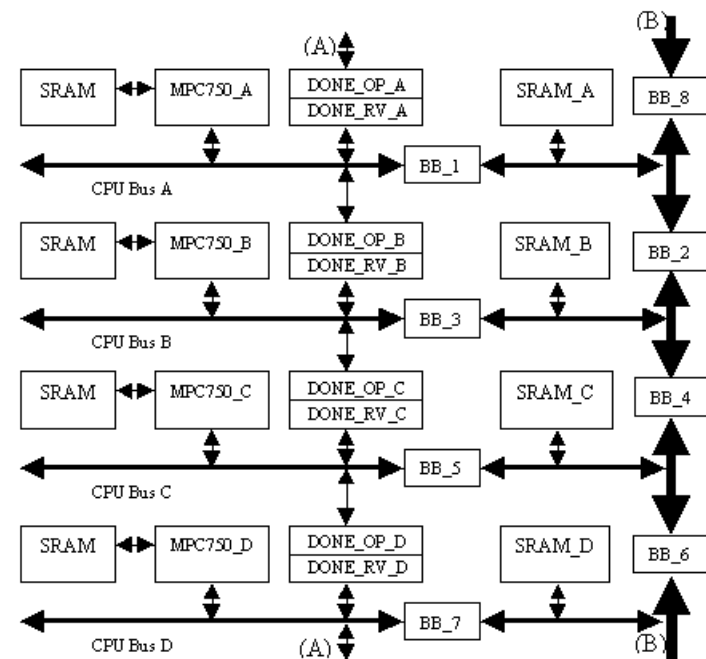 (A)
(B)
SRAM
MPC750_A
DONE_OP_A
DONE_RV_A
SRAM_A
BB_8
BB_1
CPU Bus A
SRAM
MPC750_B
DONE_OP_B
DONE_RV_B
SRAM_B
BB_2
BB_3
CPU Bus B
SRAM
MPC750_C
DONE_OP_C
DONE_RV_C
SRAM_C
BB_4
BB_5
CPU Bus C
SRAM
MPC750_D
DONE_OP_D
DONE_RV_D
SRAM_D
BB_6
BB_7
CPU Bus D
(A)
(B)